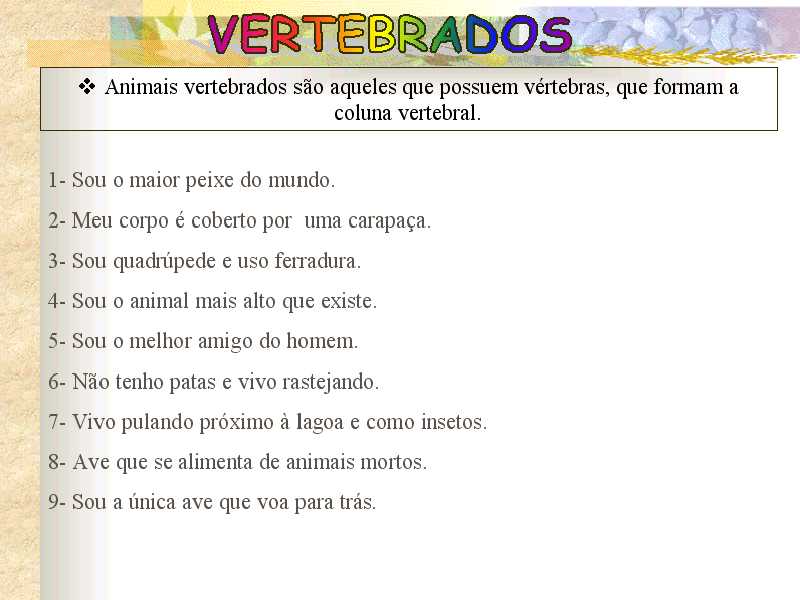 VERTEBRADOS
❖ Animais vertebrados são aqueles que possuem vértebras, que formam a
coluna vertebral.
1- Sou o maior peixe do mundo.
2- Meu corpo é coberto por  uma carapaça.
3- Sou quadrúpede e uso ferradura.
4- Sou o animal mais alto que existe.
5- Sou o melhor amigo do homem.
6- Não tenho patas e vivo rastejando.
7- Vivo pulando próximo à lagoa e como insetos.
8- Ave que se alimenta de animais mortos.
9- Sou a única ave que voa para trás.